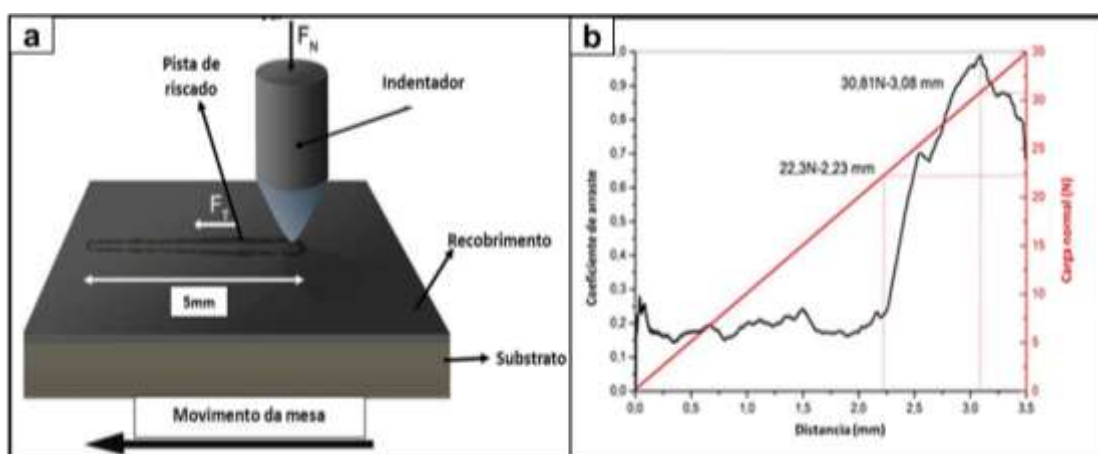 a
F_N
Pista de
riscado
Indentador
F_T
Recobrimento
5mm
Substrato
Movimento da mesa
b
Coeficiente de arraste
0,9
0,8
0,7
0,6
0,5
0,4
0,3
0,2
0,1
0,0
30,81N-3,08 mm
22,3N-2,23 mm
35
30
25
20
15
10
5
0
Carga normal (N)
0,0 0,5 1,0 1,5 2,0 2,5 3,0 3,5
Distancia (mm)